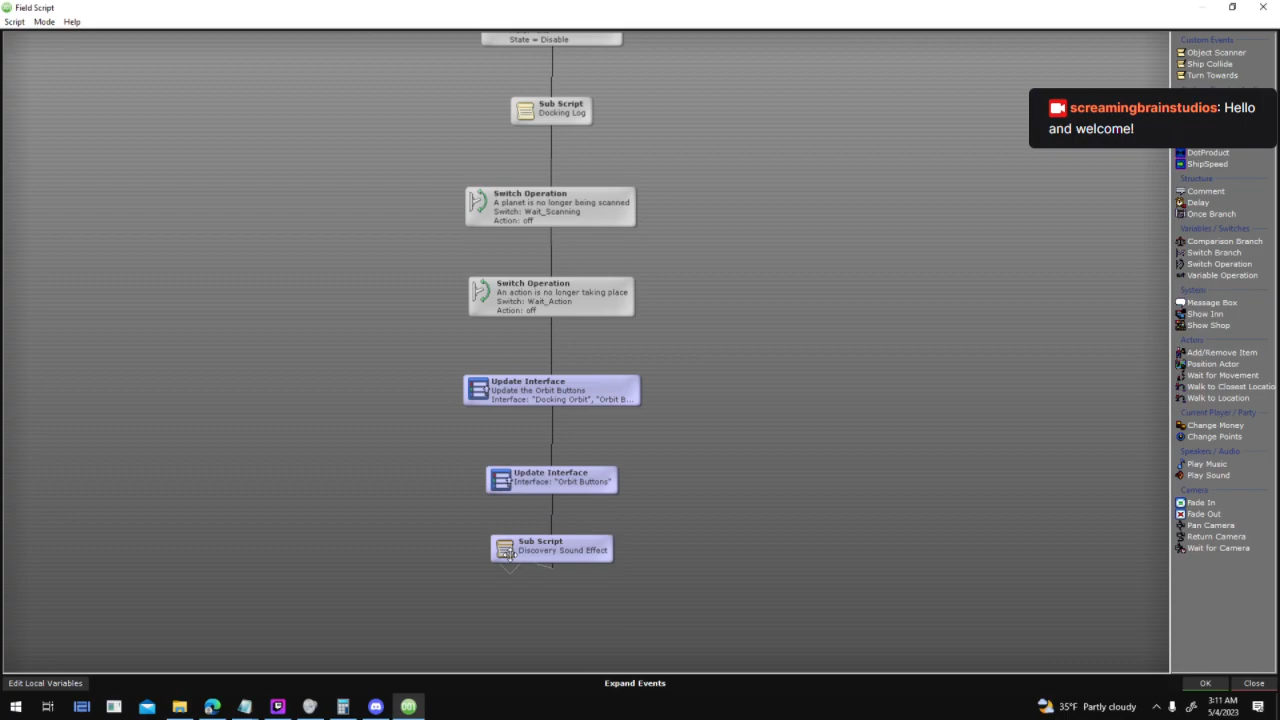 Field Script
Script Mode Help
State = Disable
Sub Script
Docking Log
Switch Operation
A planet is no longer being scanned
Switch: Wait_Scanning
Action: off
Switch Operation
An action is no longer taking place
Switch: Wait_Action
Action: off
Update Interface
Update the Orbit Buttons
Interface: "Docking Orbit", "Orbit B...
Update Interface
Interface: "Orbit Buttons"
Sub Script
Discovery Sound Effect
Custom Events
Object Scanner
Ship Collide
Turn Towards
screamingbrainstudios: Hello
and welcome!
DotProduct
ShipSpeed
Structure
Comment
Delay
Once Branch
Variables / Switches
Comparison Branch
Switch Branch
Switch Operation
Variable Operation
System
Message Box
Show Inn
Show Shop
Actors
Add/Remove Item
Position Actor
Wait for Movement
Walk to Closest Locatio
Walk to Location
Current Player / Party
Change Money
Change Points
Speakers / Audio
Play Music
Play Sound
Camera
Fade In
Fade Out
Pan Camera
Return Camera
Wait for Camera
Edit Local Variables
Expand Events
OK
Close
35°F Partly cloudy
3:11 AM
5/4/2023